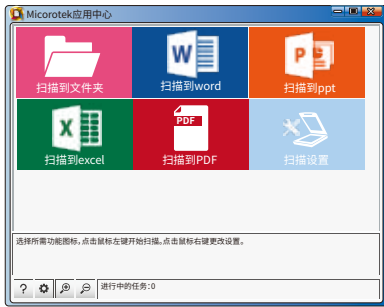 Micorotek应用中心
扫描到文件夹
扫描到word
扫描到ppt
扫描到excel
PDF
扫描到PDF
扫描设置
选择所需功能图标,点击鼠标左键开始扫描。点击鼠标右键更改设置。
进行中的任务:0